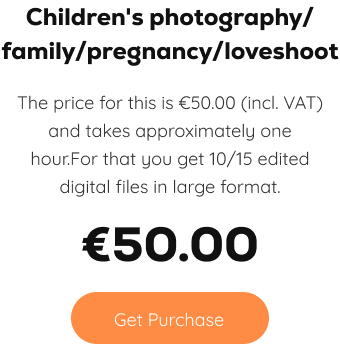 Children's photography/
family/pregnancy/loveshoot
The price for this is €50.00 (incl. VAT)
and takes approximately one
hour.For that you get 10/15 edited
digital files in large format.
€50.00
Get Purchase